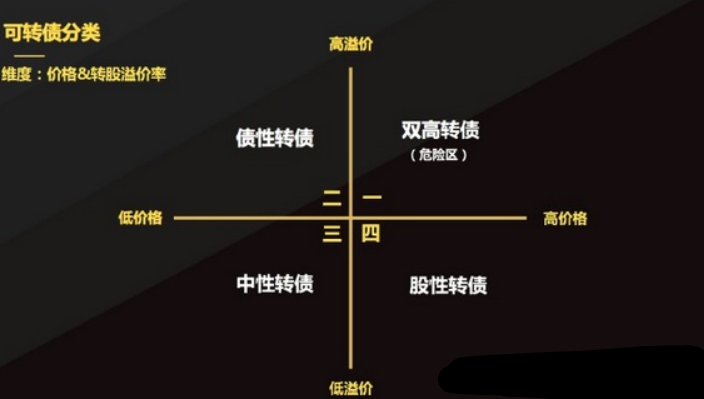 可转债分类
维度：价格&转股溢价率
高溢价
债性转债
双高转债
（危险区）
二 一
低价格
高价格
三 四
中性转债
股性转债
低溢价